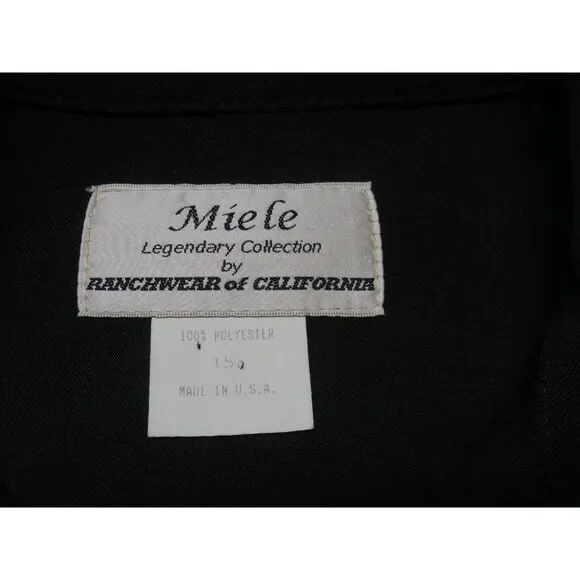 Miele
Legendary Collection
by
RANCHWEAR of CALIFORNIA
100% POLYESTER
MADE IN U.S.A.